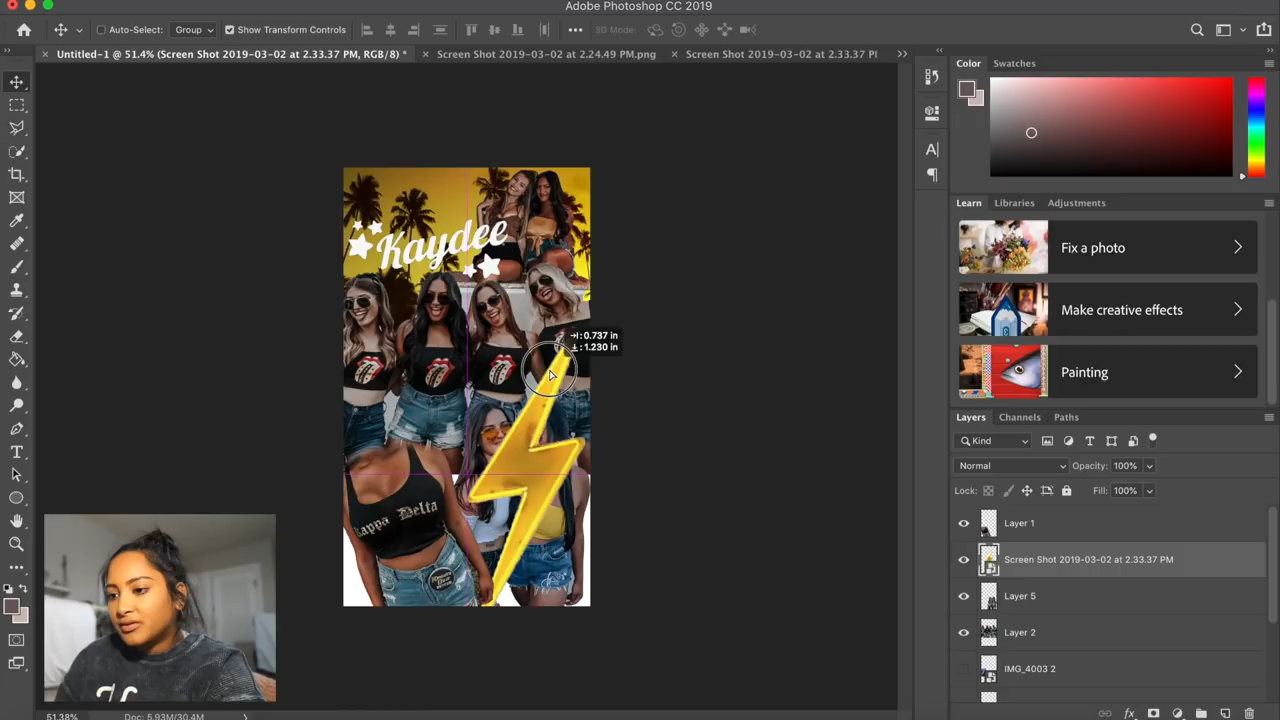 Adobe Photoshop CC 2019
Auto-Select:
Group
Show Transform Controls
3D Mode:
Untitled-1 @ 51.4% (Screen Shot 2019-03-02 at 2.33.37 PM, RGB/8) *
Screen Shot 2019-03-02 at 2.24.49 PM.png
Screen Shot 2019-03-02 at 2.33.37 P
Color
Swatches
Learn
Libraries
Adjustments
Fix a photo
Make creative effects
Painting
Layers
Channels
Paths
Kind
Normal
Opacity: 100%
Lock:
Fill: 100%
Layer 1
Screen Shot 2019-03-02 at 2.33.37 PM
Layer 5
Layer 2
IMG_4003 2
Kaydee
: 0.737 in
: 1.230 in
Kappa Delta
51.38%
Doc: 5.93M/30.4M